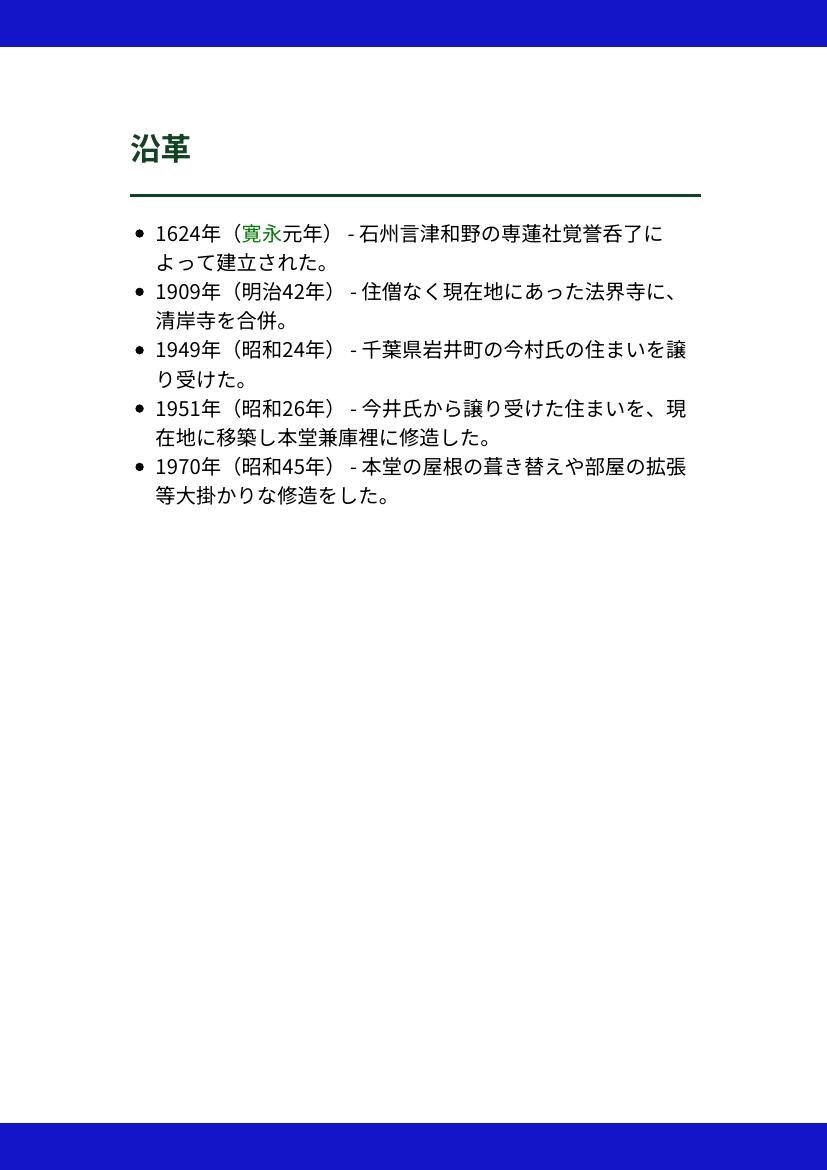 沿革
• 1624年（寛永元年） - 石州言津和野の専蓮社覚誉呑了に
よって建立された。
• 1909年（明治42年） - 住僧なく現在地にあった法界寺に、
清岸寺を合併。
• 1949年（昭和24年） - 千葉県岩井町の今村氏の住まいを譲
り受けた。
• 1951年（昭和26年） - 今井氏から譲り受けた住まいを、現
在地に移築し本堂兼庫裡に修造した。
• 1970年（昭和45年） - 本堂の屋根の葺き替えや部屋の拡張
等大掛かりな修造をした。